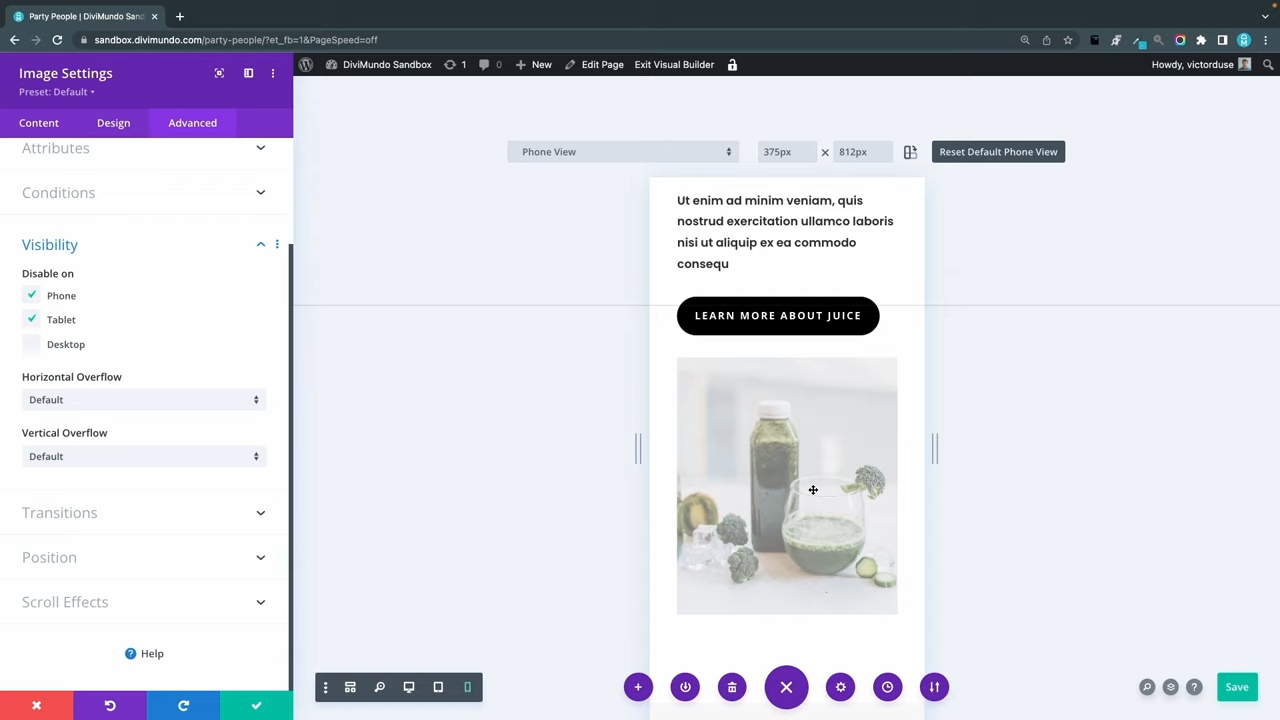 Party People | DiviMundo Sand
sandbox.divimundo.com/party-people/?et_fb=1&PageSpeed=off
DiviMundo Sandbox
1
0
New
Edit Page
Exit Visual Builder
Howdy, victorduse
Image Settings
Preset: Default
Content
Design
Advanced
Attributes
Conditions
Visibility
Disable on
Phone
Tablet
Desktop
Horizontal Overflow
Default
Vertical Overflow
Default
Transitions
Position
Scroll Effects
Help
Phone View
375px
812px
Reset Default Phone View
Ut enim ad minim veniam, quis
nostrud exercitation ullamco laboris
nisi ut aliquip ex ea commodo
consequ
LEARN MORE ABOUT JUICE
Save